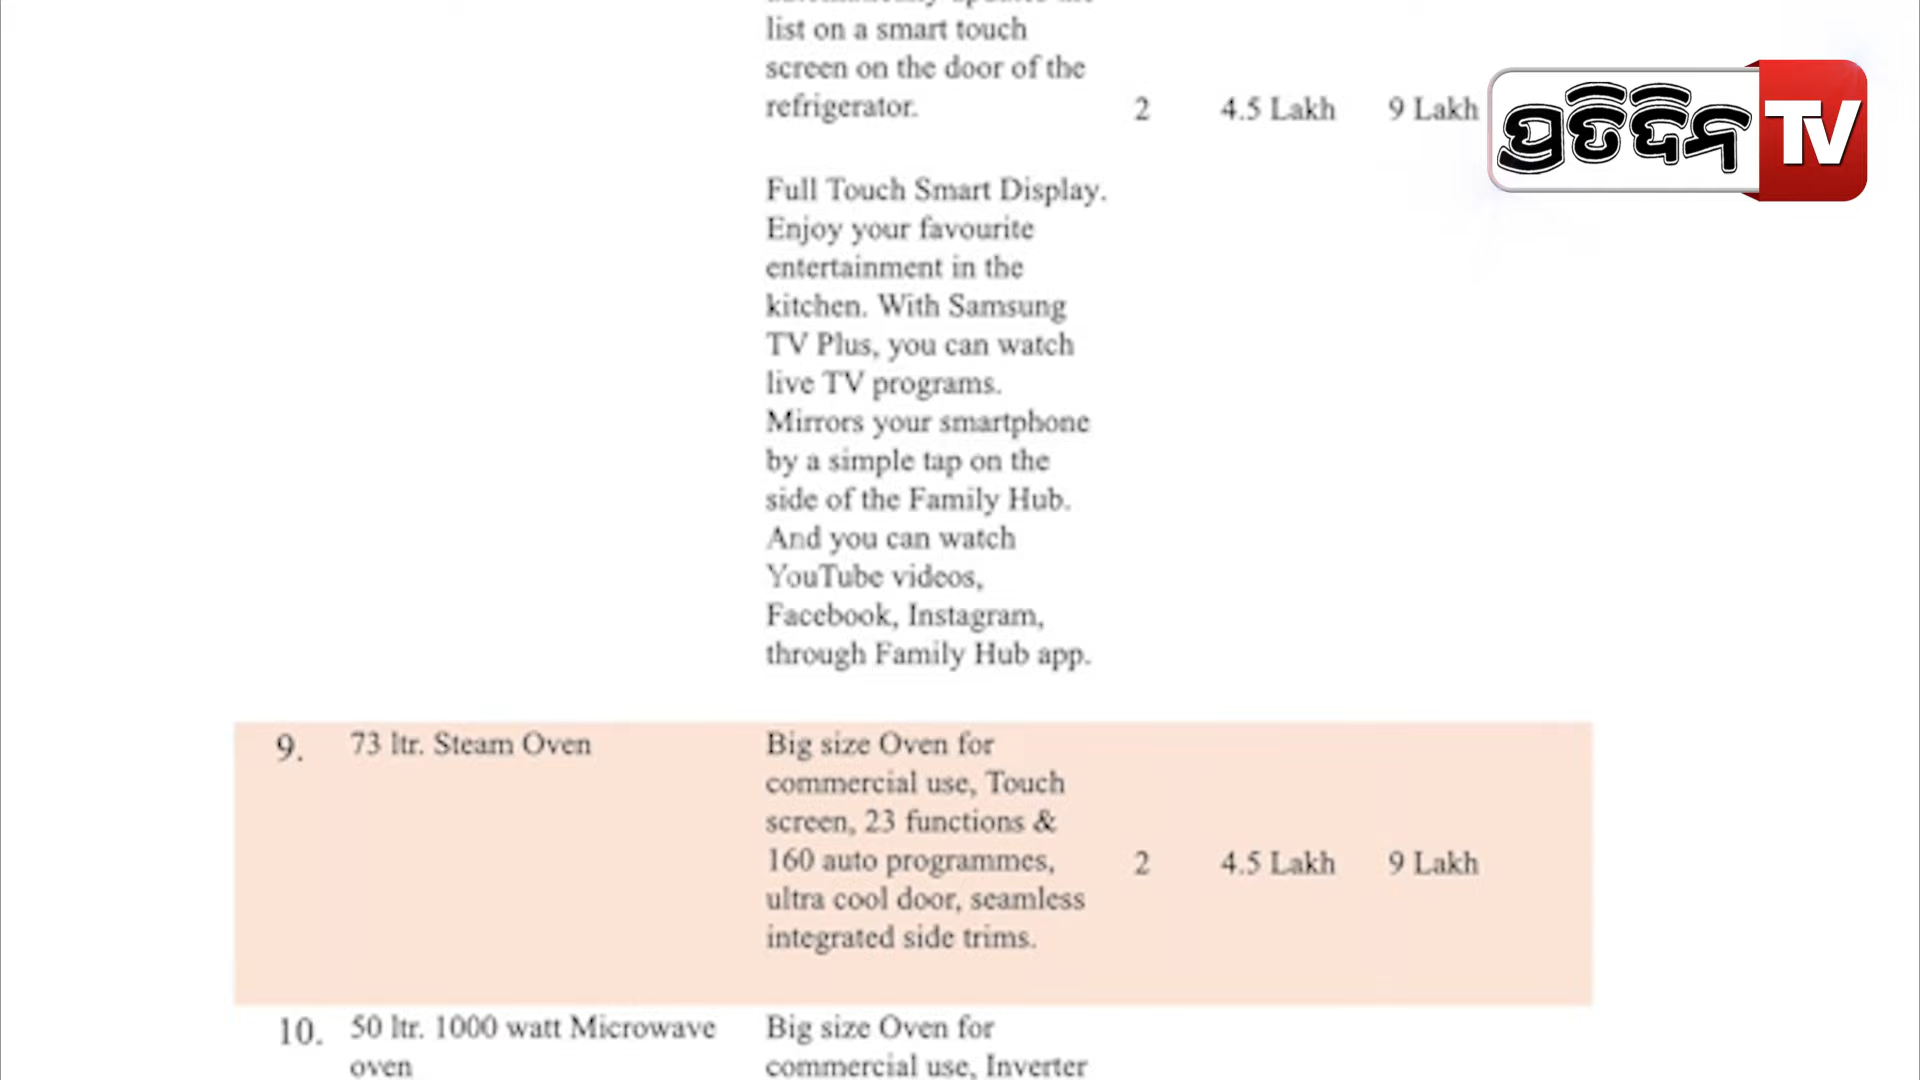 list on a smart touch
screen on the door of the
refrigerator. 2 4.5 Lakh 9 Lakh
ପ୍ରତିଦିନ TV
Full Touch Smart Display.
Enjoy your favourite
entertainment in the
kitchen. With Samsung
TV Plus, you can watch
live TV programs.
Mirrors your smartphone
by a simple tap on the
side of the Family Hub.
And you can watch
YouTube videos,
Facebook, Instagram,
through Family Hub app.
9. 73 ltr. Steam Oven Big size Oven for
commercial use, Touch
screen, 23 functions &
160 auto programmes, 2 4.5 Lakh 9 Lakh
ultra cool door, seamless
integrated side trims.
10. 50 ltr. 1000 watt Microwave Big size Oven for
oven commercial use, Inverter